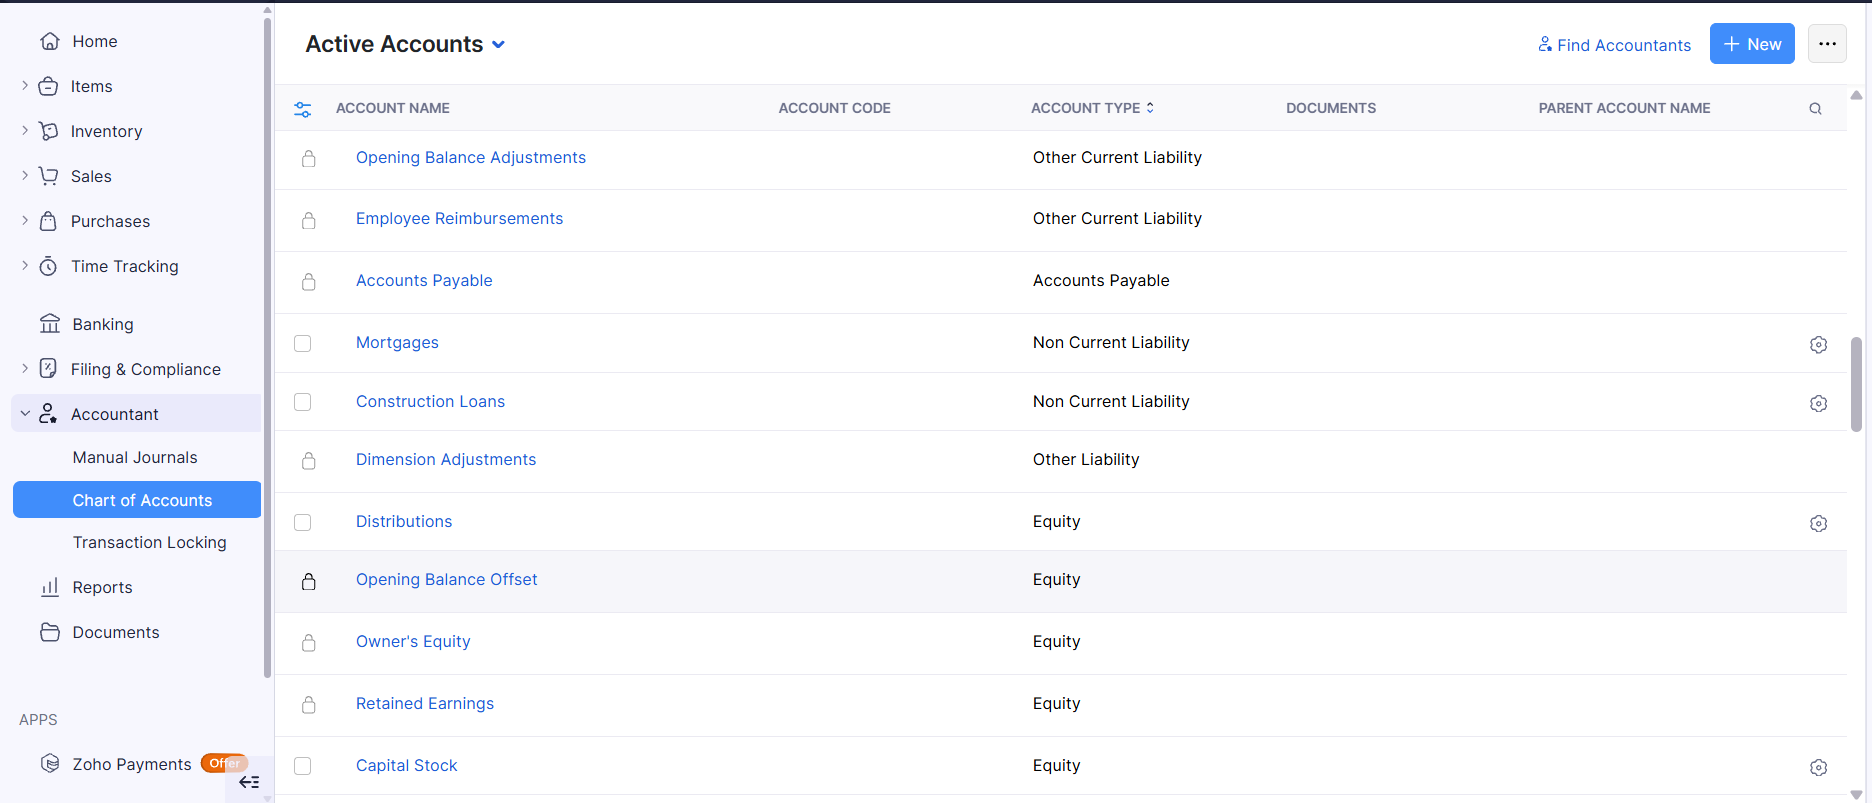 Home
Items
Inventory
Sales
Purchases
Time Tracking
Banking
Filing & Compliance
Accountant
Manual Journals
Chart of Accounts
Transaction Locking
Reports
Documents
APPS
Zoho Payments Offer
Active Accounts
Find Accountants
New
ACCOUNT NAME ACCOUNT CODE ACCOUNT TYPE DOCUMENTS PARENT ACCOUNT NAME
Opening Balance Adjustments Other Current Liability
Employee Reimbursements Other Current Liability
Accounts Payable Accounts Payable
Mortgages Non Current Liability
Construction Loans Non Current Liability
Dimension Adjustments Other Liability
Distributions Equity
Opening Balance Offset Equity
Owner's Equity Equity
Retained Earnings Equity
Capital Stock Equity